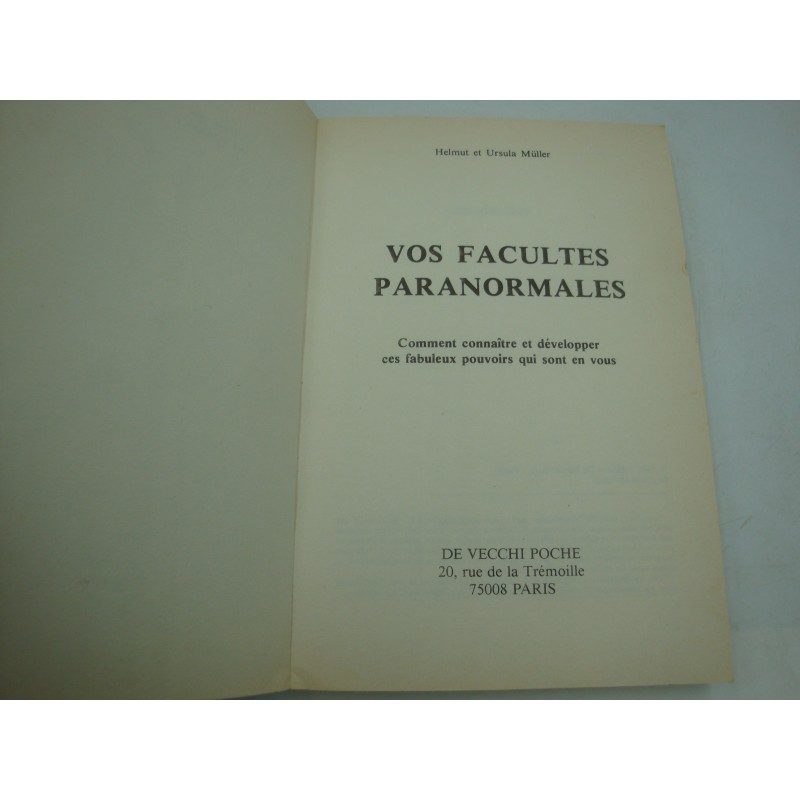 Helmut et Ursula Müller
VOS FACULTES
PARANORMALES
Comment connaître et développer
ces fabuleux pouvoirs qui sont en vous
DE VECCHI POCHE
20, rue de la Trémoille
75008 PARIS